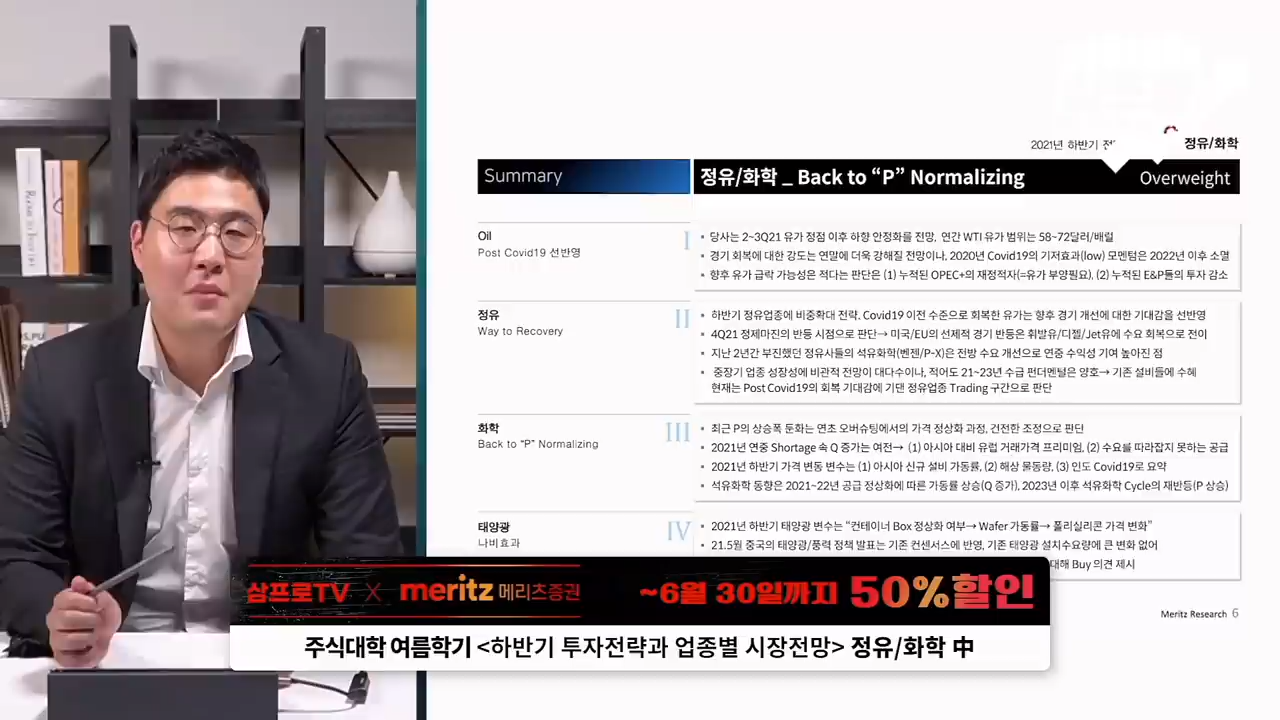 2021년 하반기 전
정유/화학
Summary
정유/화학 _ Back to “P” Normalizing
Overweight
Oil
Post Covid19 선반영
I
• 당사는 2~3Q21 유가 정점 이후 하향 안정화를 전망, 연간 WTI 유가 범위는 58~72달러/배럴
• 경기 회복에 대한 강도는 연말에 더욱 강해질 전망이나, 2020년 Covid19의 기저효과(low) 모멘텀은 2022년 이후 소멸
• 향후 유가 급락 가능성은 적다는 판단은 (1) 누적된 OPEC+의 재정적자(=유가 부양필요), (2) 누적된 E&P들의 투자 감소
정유
Way to Recovery
II
• 하반기 정유업종에 비중확대 전략. Covid19 이전 수준으로 회복한 유가는 향후 경기 개선에 대한 기대감을 선반영
• 4Q21 정제마진의 반등 시점으로 판단→ 미국/EU의 선제적 경기 반등은 휘발유/디젤/Jet유에 수요 회복으로 전이
• 지난 2년간 부진했던 정유사들의 석유화학(벤젠/P-X)은 전방 수요 개선으로 연중 수익성 기여 높아진 점
• 중장기 업종 성장성에 비관적 전망이 대다수이나, 적어도 21~23년 수급 펀더멘털은 양호→ 기존 설비들에 수혜
현재는 Post Covid19의 회복 기대감에 기댄 정유업종 Trading 구간으로 판단
화학
Back to “P” Normalizing
III
• 최근 P의 상승폭 둔화는 연초 오버슈팅에서의 가격 정상화 과정, 건전한 조정으로 판단
• 2021년 연중 Shortage 속 Q 증가는 여전→ (1) 아시아 대비 유럽 거래가격 프리미엄, (2) 수요를 따라잡지 못하는 공급
• 2021년 하반기 가격 변동 변수는 (1) 아시아 신규 설비 가동률, (2) 해상 물동량, (3) 인도 Covid19로 요약
• 석유화학 동향은 2021~22년 공급 정상화에 따른 가동률 상승(Q 증가), 2023년 이후 석유화학 Cycle의 재반등(P 상승)
태양광
나비효과
IV
• 2021년 하반기 태양광 변수는 “컨테이너 Box 정상화 여부→ Wafer 가동률→ 폴리실리콘 가격 변화”
• 21.5월 중국의 태양광/풍력 정책 발표는 기존 컨센서스에 반영, 기존 태양광 설치수요량에 큰 변화 없어
대해 Buy 의견 제시
삼프로TV X meritz 메리츠증권
~6월 30일까지 50%할인
Meritz Research 6
주식대학 여름학기 <하반기 투자전략과 업종별 시장전망> 정유/화학 中